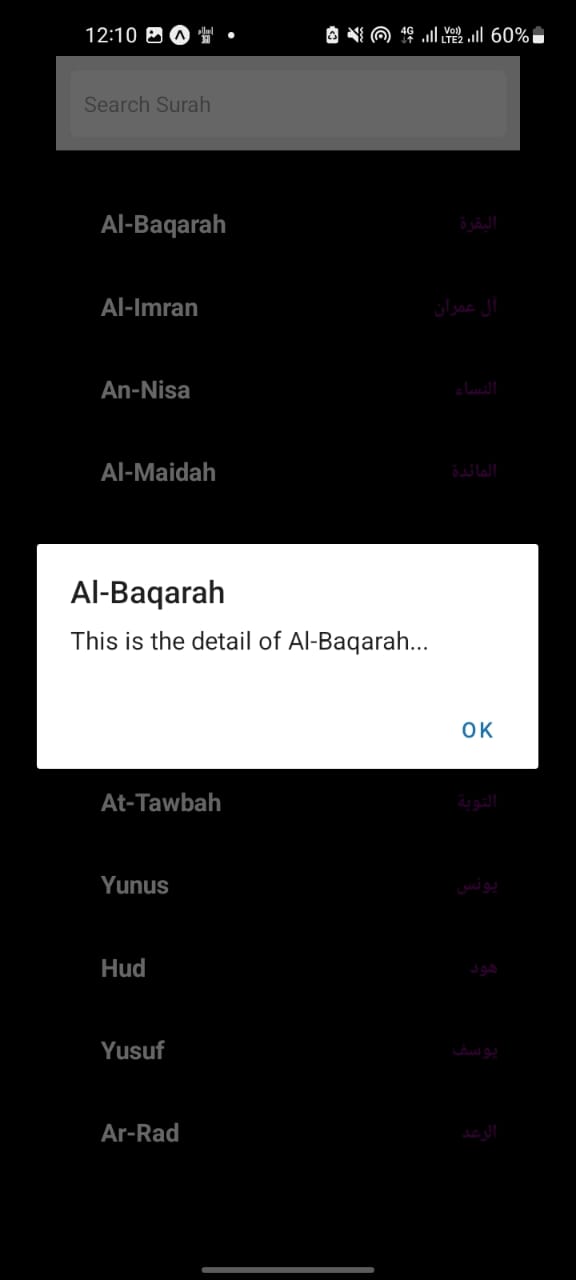 12:10
4G
Vo))
LTE2
60%
Search Surah
Al-Baqarah
البقرة
Al-Imran
آل عمران
An-Nisa
النساء
Al-Maidah
المائدة
Al-Baqarah
This is the detail of Al-Baqarah...
OK
At-Tawbah
التوبة
Yunus
يونس
Hud
هود
Yusuf
يوسف
Ar-Rad
الرعد